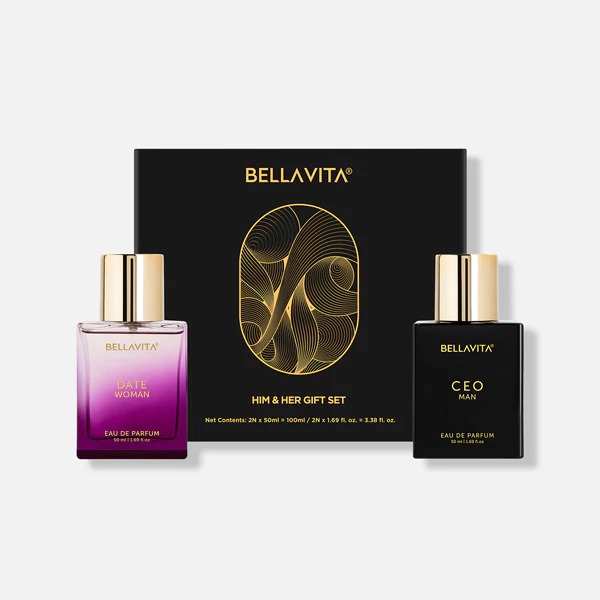 BELLAVITA®
HIM & HER GIFT SET
Net Contents: 2N x 50ml = 100ml / 2N x 1.69 fl. oz. = 3.38 fl. oz.
BELLAVITA®
DATE
WOMAN
EAU DE PARFUM
50 ml | 1.69 fl.oz
BELLAVITA®
CEO
MAN
EAU DE PARFUM
50 ml | 1.69 fl.oz